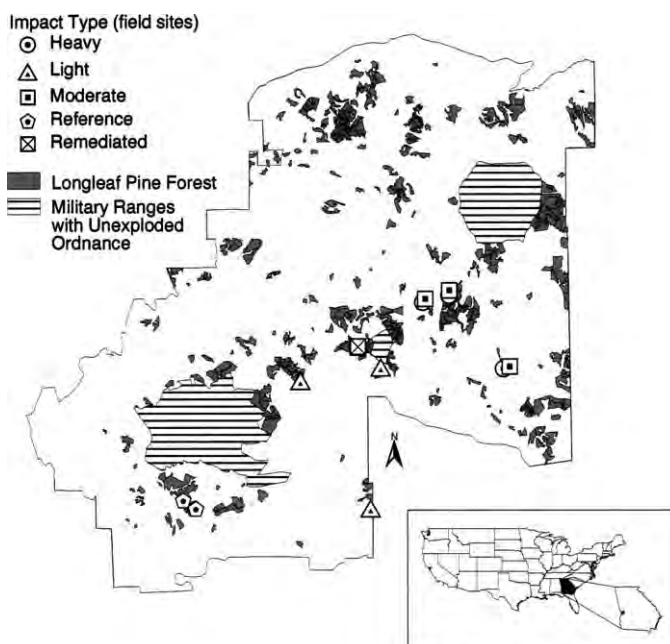 Impact Type (field sites)
Heavy
Light
Moderate
Reference
Remediated
Longleaf Pine Forest
Military Ranges
with Unexploded
Ordnance
N